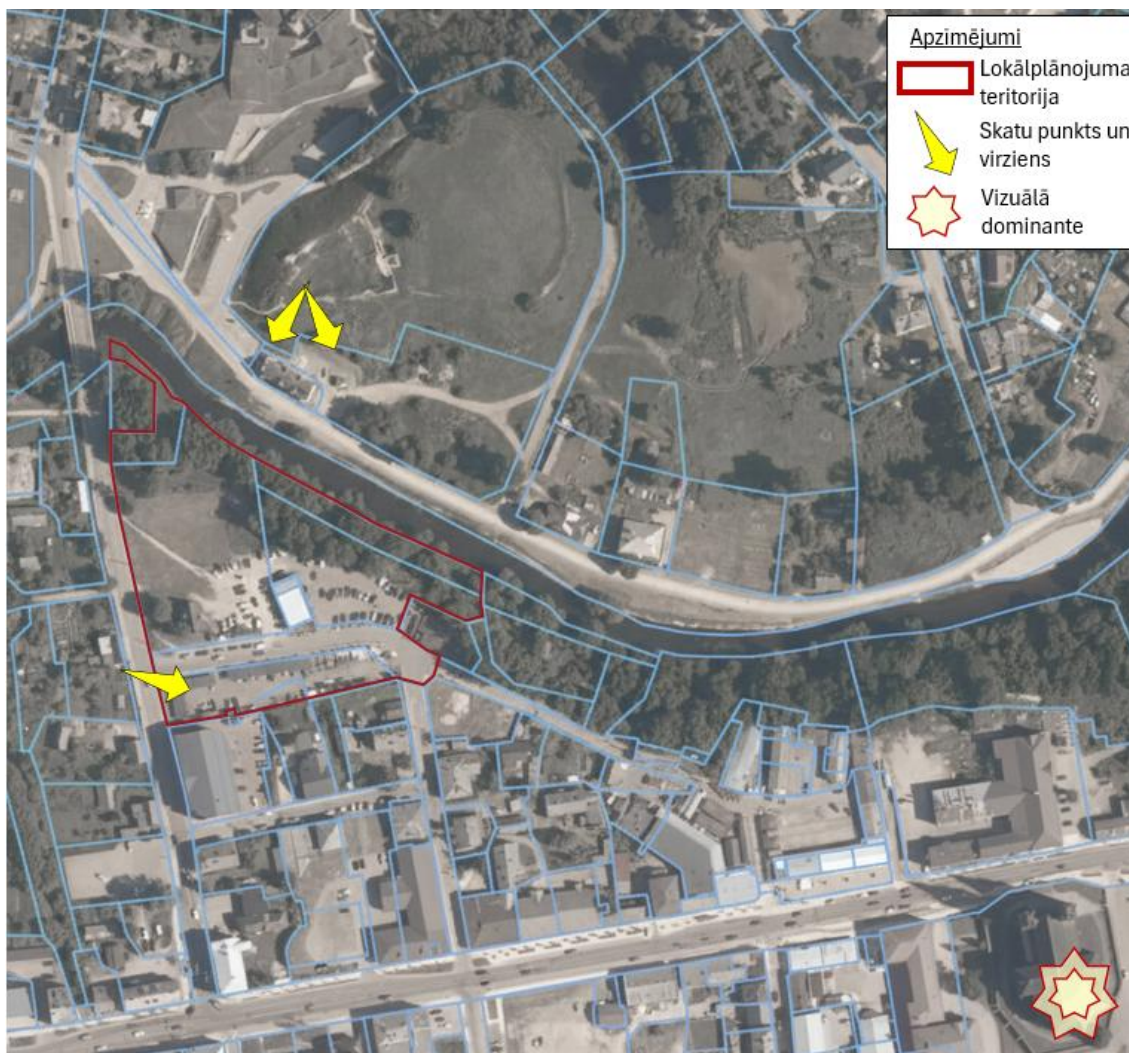 Apzīmējumi
Lokālplānojuma
teritorija
Skatu punkts un
virziens
Vizuālā
dominante